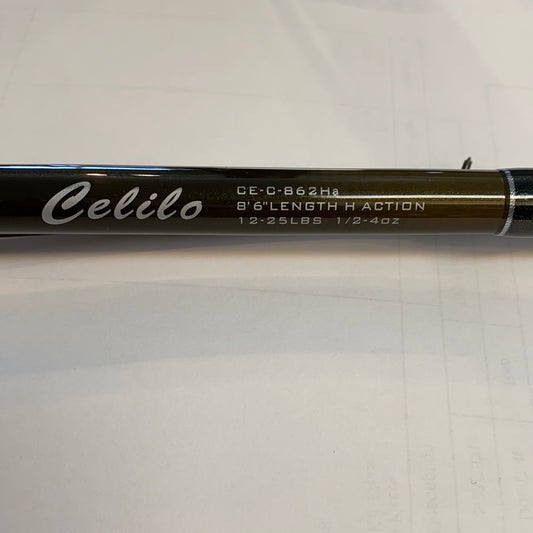 Celilo
CE-C-862Ha
8'6"LENGTH H ACTION
12-25LBS 1/2-4oz